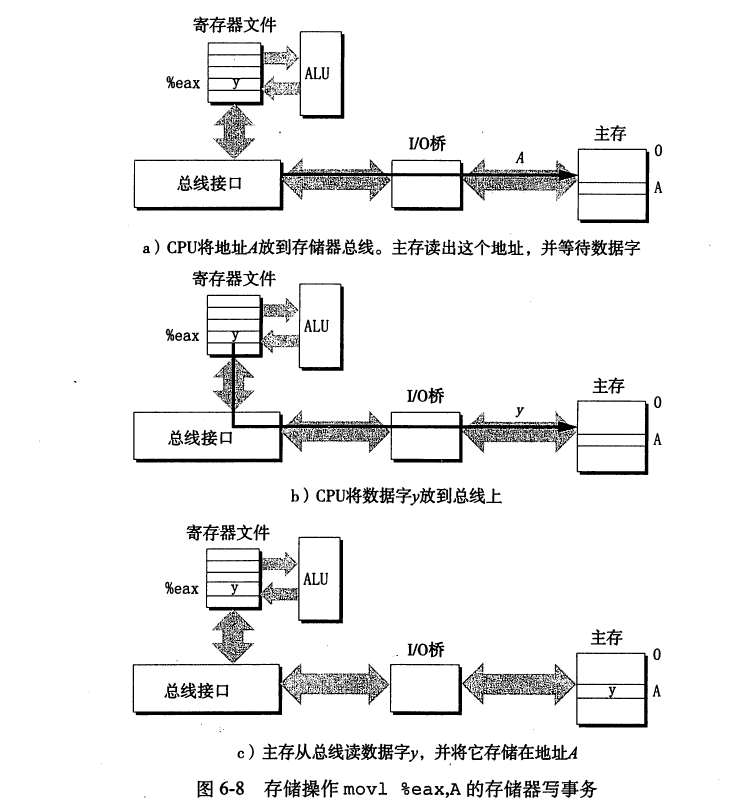 寄存器文件
ALU
%eax
y
总线接口
I/O桥
A
主存
0
A
a）CPU将地址A放到存储器总线。主存读出这个地址，并等待数据字
寄存器文件
ALU
%eax
y
总线接口
I/O桥
y
主存
0
A
b）CPU将数据字y放到总线上
寄存器文件
ALU
%eax
y
总线接口
I/O桥
主存
0
y
A
c）主存从总线读数据字y，并将它存储在地址A
图 6-8 存储操作 movl %eax,A 的存储器写事务